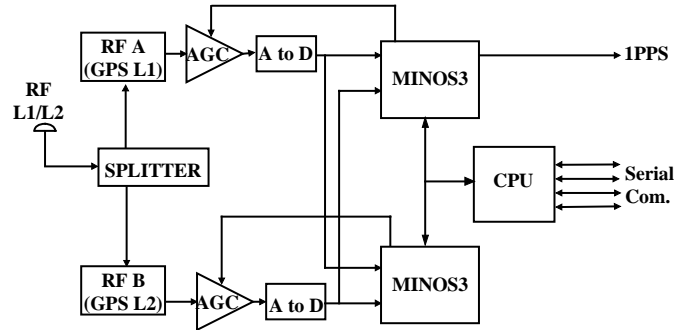 RF A
(GPS L1)
AGC
A to D
MINOS3
1PPS
RF
L1/L2
SPLITTER
CPU
Serial
Com.
RF B
(GPS L2)
AGC
A to D
MINOS3